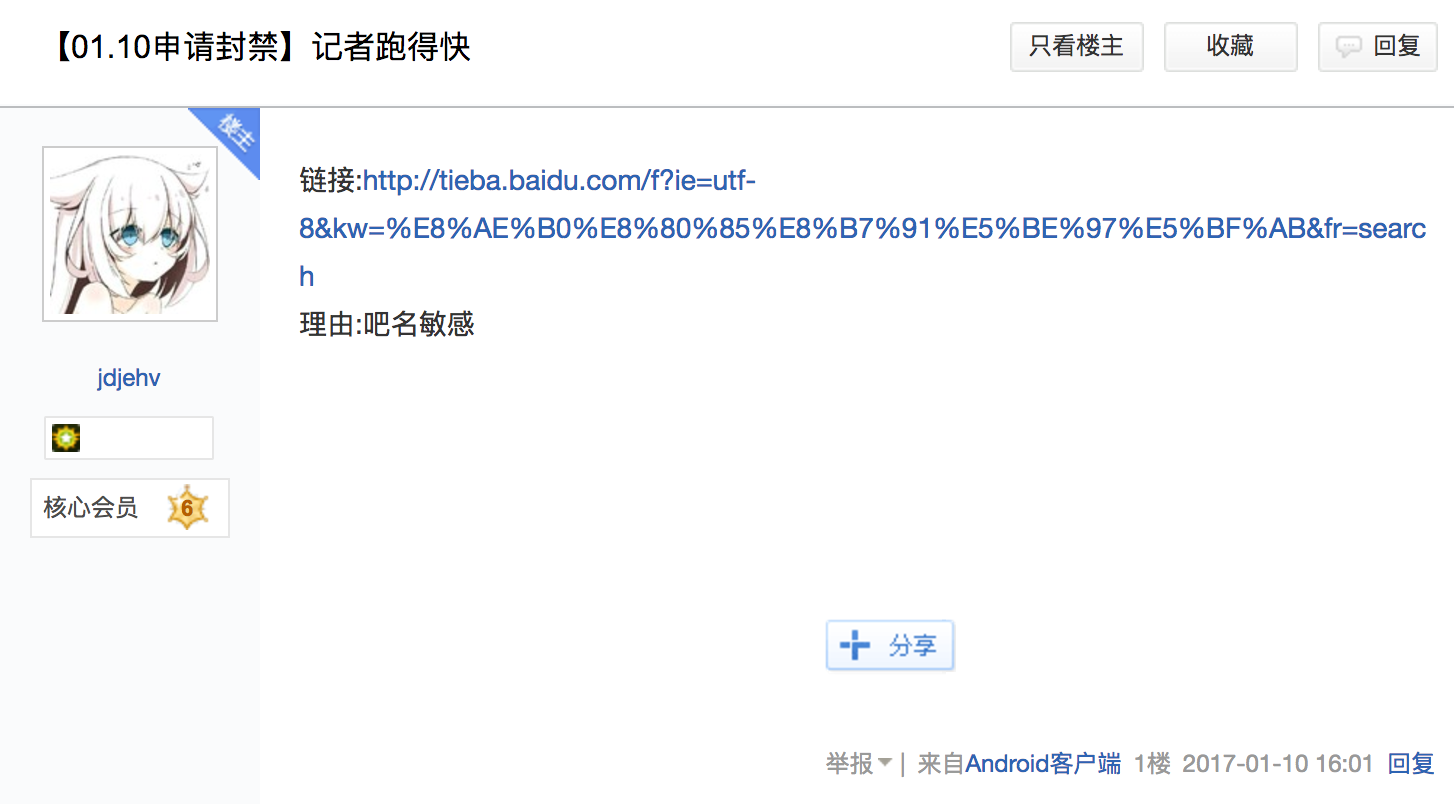 【01.10申请封禁】记者跑得快
只看楼主
收藏
回复
楼主
链接:http://tieba.baidu.com/f?ie=utf-
8&kw=%E8%AE%B0%E8%80%85%E8%B7%91%E5%BE%97%E5%BF%AB&fr=searc
h
理由:吧名敏感
jdjehv
核心会员 6
分享
举报 | 来自Android客户端 1楼 2017-01-10 16:01 回复